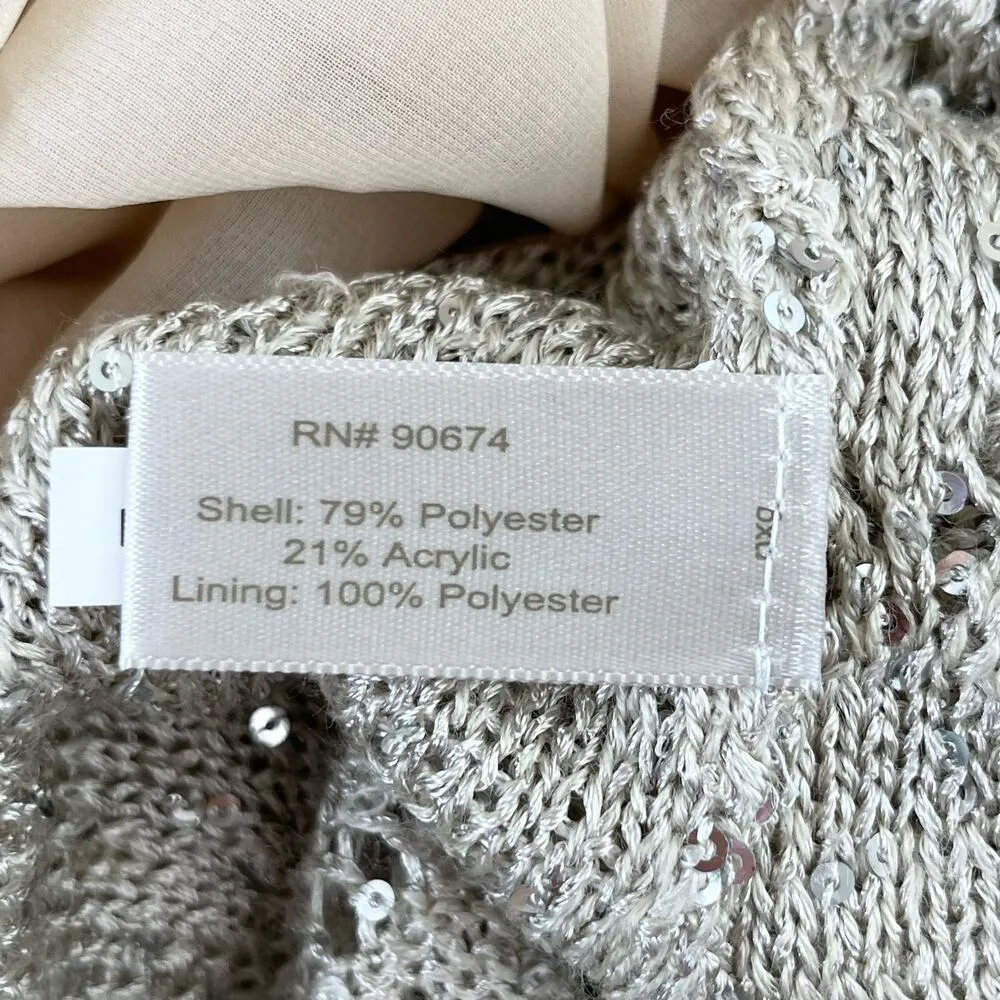 RN# 90674
Shell: 79% Polyester
21% Acrylic
Lining: 100% Polyester